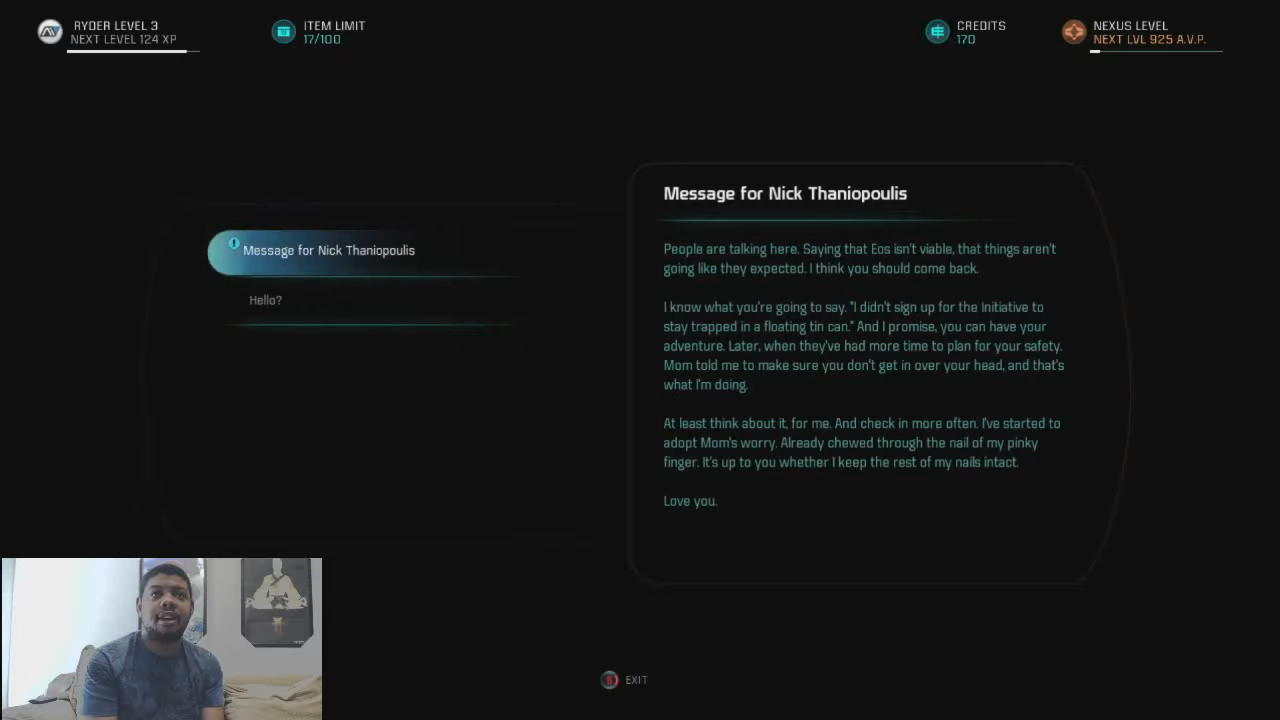 RYDER LEVEL 3
NEXT LEVEL 124 XP
ITEM LIMIT
17/100
CREDITS
170
NEXUS LEVEL
NEXT LVL 925 A.V.P.
Message for Nick Thaniopoulis
Hello?
Message for Nick Thaniopoulis
People are talking here. Saying that Eos isn't viable, that things aren't
going like they expected. I think you should come back.
I know what you're going to say. "I didn't sign up for the Initiative to
stay trapped in a floating tin can." And I promise, you can have your
adventure. Later, when they've had more time to plan for your safety.
Mom told me to make sure you don't get in over your head, and that's
what I'm doing.
At least think about it, for me. And check in more often. I've started to
adopt Mom's worry. Already chewed through the nail of my pinky
finger. It's up to you whether I keep the rest of my nails intact.
Love you.
EXIT